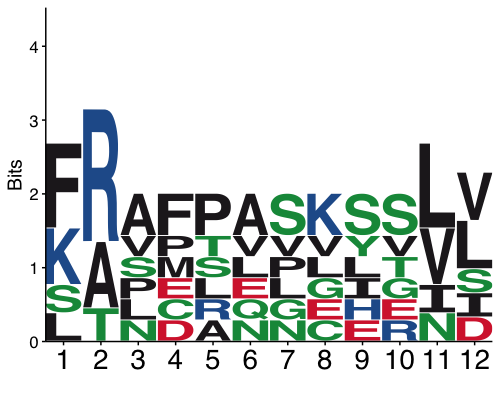 Bits
4
3
2
1
0
F R A F P A S K S S L V
K A V P T V V V Y V V L
S T S M S L P L L T I S
L P E L E L G I G N I
L C R Q G E H E D
N D A N N C E R
1 2 3 4 5 6 7 8 9 10 11 12